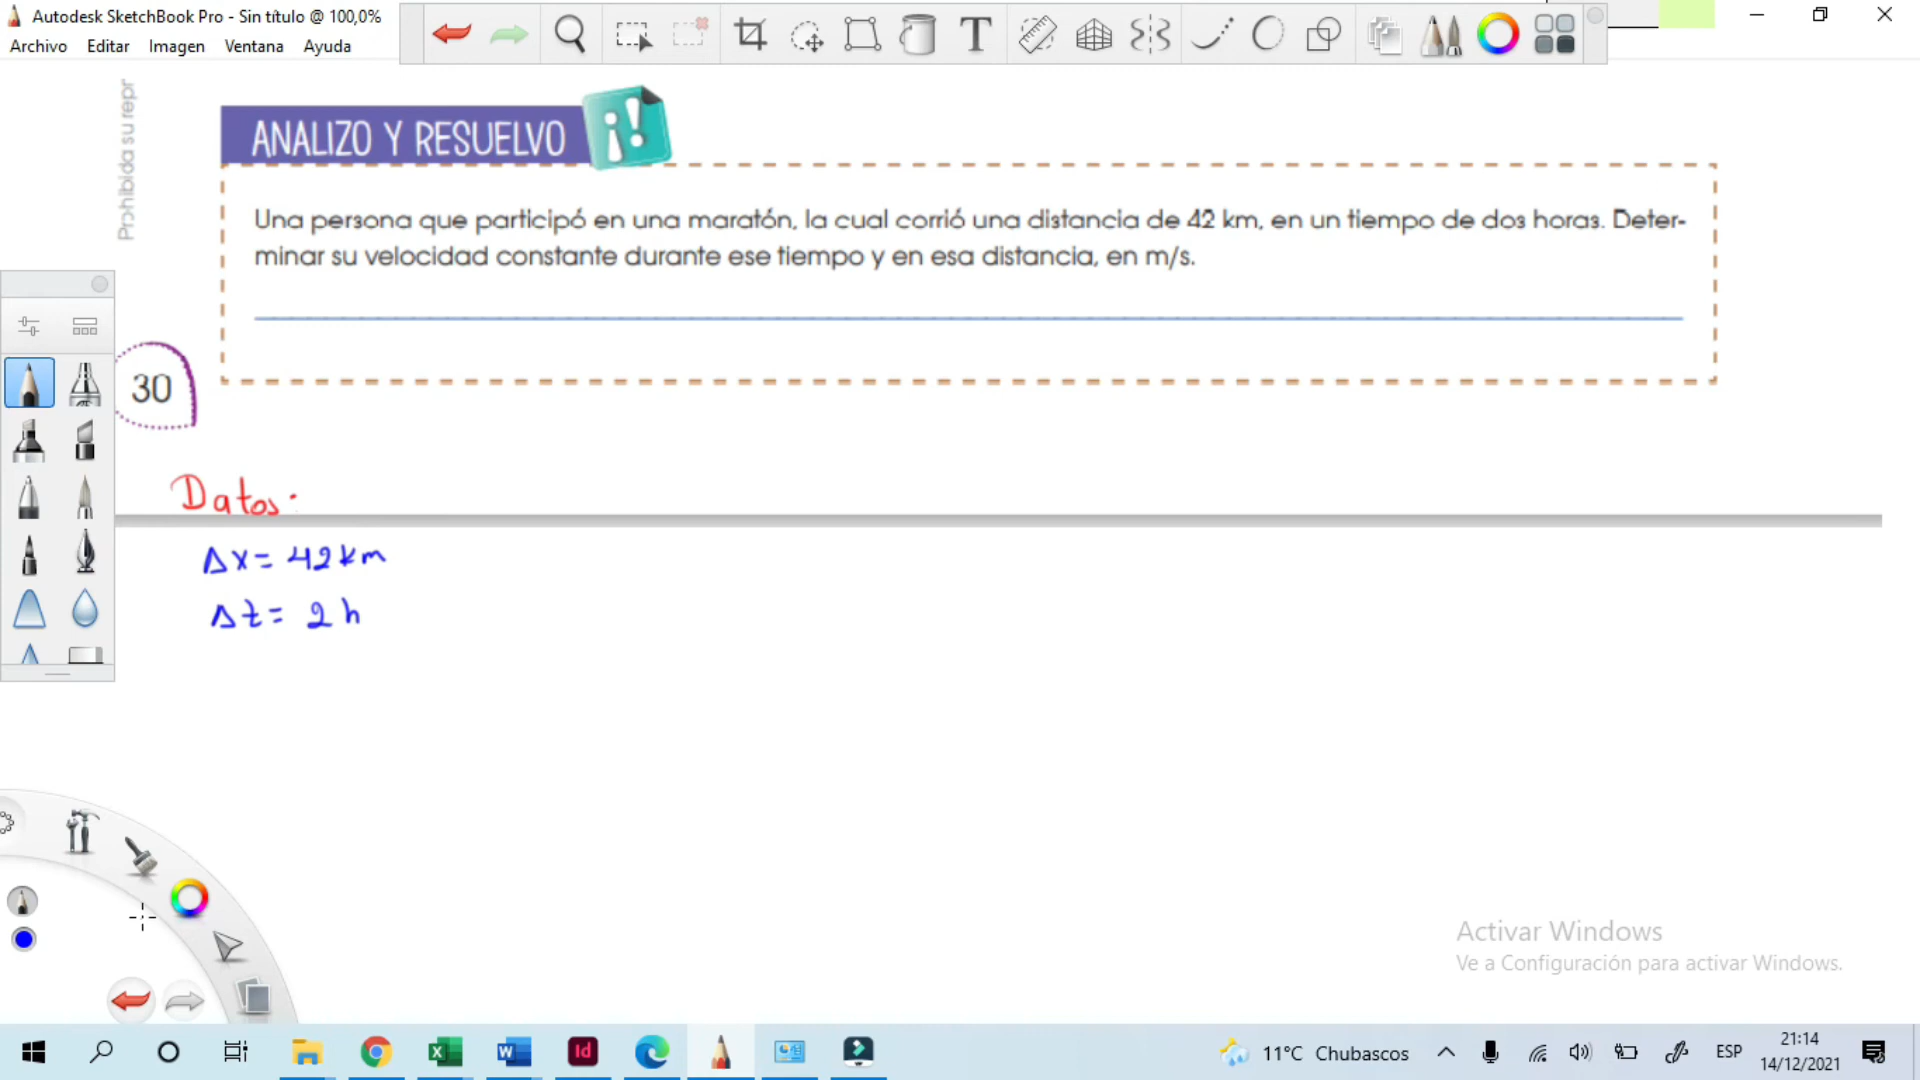 Autodesk SketchBook Pro - Sin título @ 100,0%
Archivo Editar Imagen Ventana Ayuda
Prohibida su repr
ANALIZO Y RESUELVO
¡!
Una persona que participó en una maratón, la cual corrió una distancia de 42 km, en un tiempo de dos horas. Deter-
minar su velocidad constante durante ese tiempo y en esa distancia, en m/s.
30
Datos:
Δx = 42 km
Δt = 2 h
Activar Windows
Ve a Configuración para activar Windows.
11°C Chubascos
ESP
21:14
14/12/2021